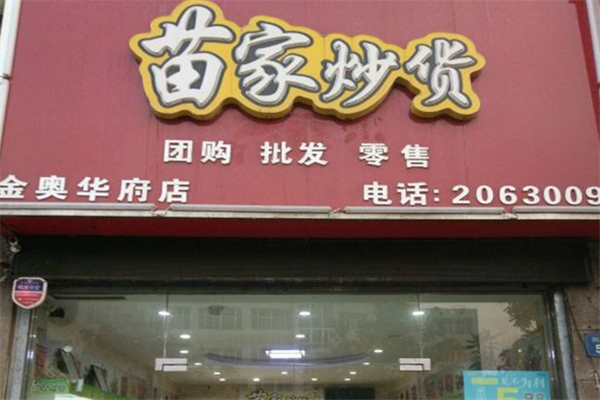 苗家炒货
团购 批发 零售
金奥华府店 电话: 2063009